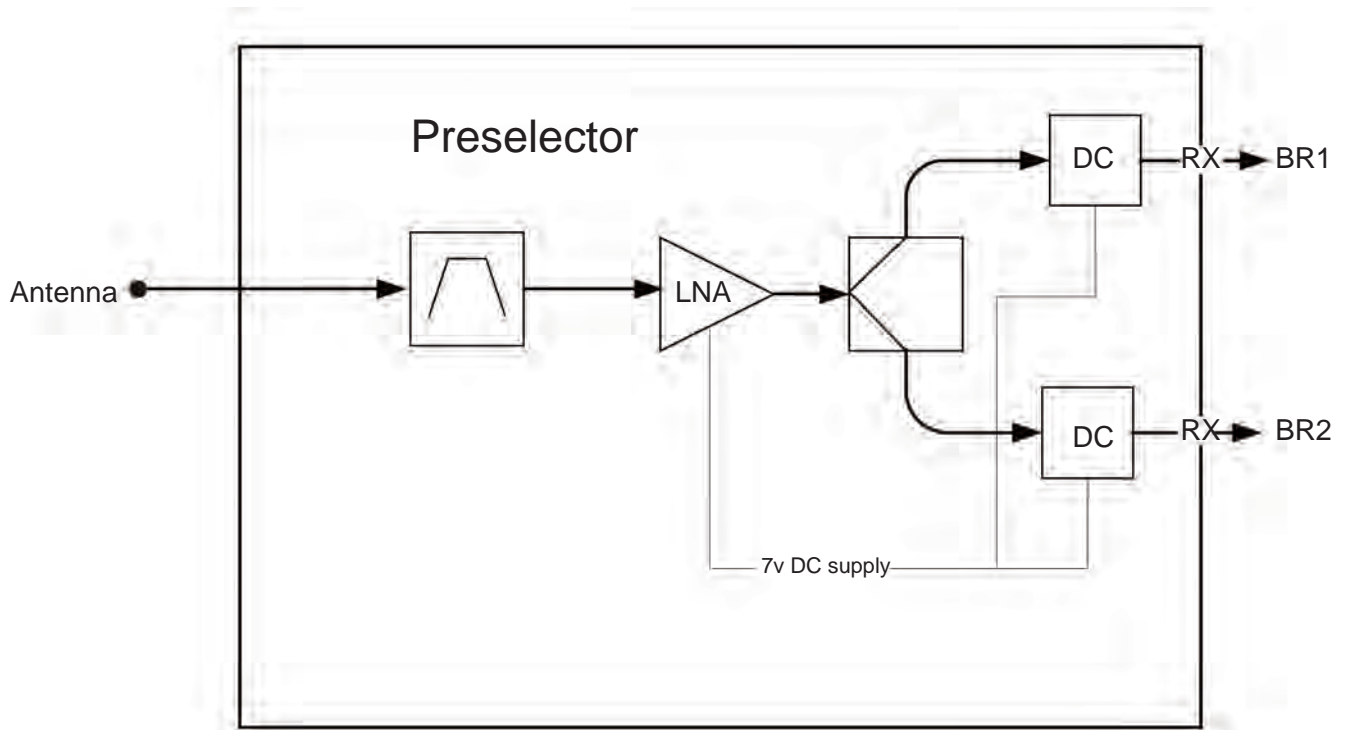 Preselector
DC
RX
BR1
Antenna
LNA
DC
RX
BR2
7v DC supply